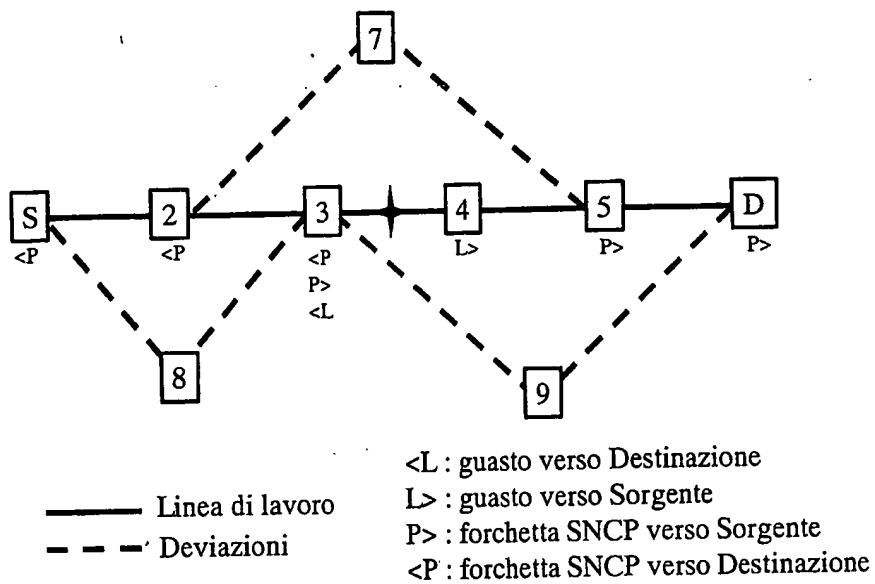 7
S 2 3 4 5 D
<P <P <P L> P> P>
P>
<L
8
9
<L : guasto verso Destinazione
L> : guasto verso Sorgente
P> : forchetta SNCP verso Sorgente
<P : forchetta SNCP verso Destinazione
Linea di lavoro
Deviazioni